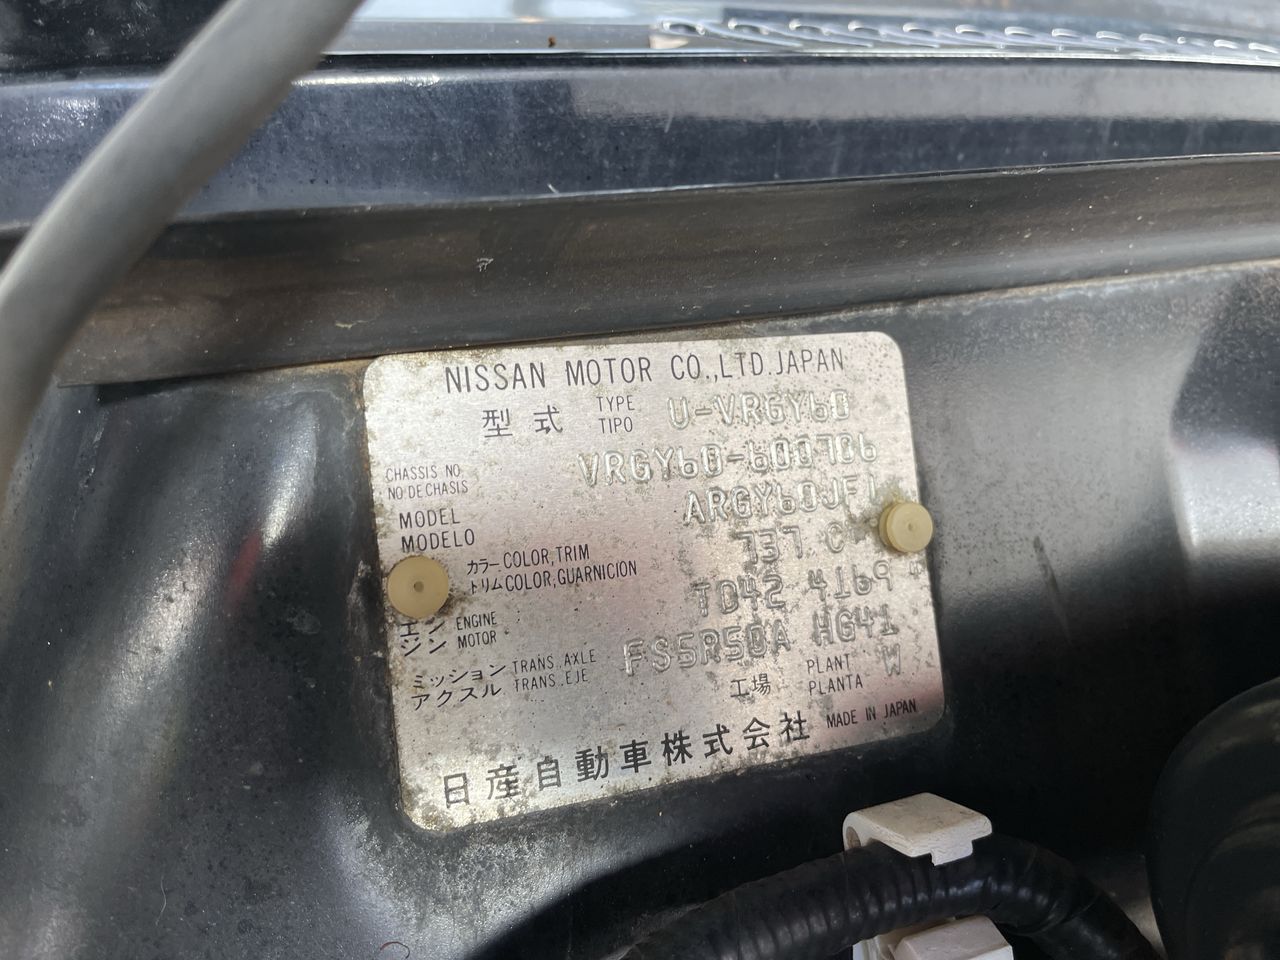 NISSAN MOTOR CO., LTD. JAPAN
型式 TYPE TIPO U-VRGY60
CHASSIS NO. NO DE CHASIS VRGY60-600706
MODEL MODELO ARGY60JF
カラー COLOR, TRIM トリム COLOR, GUARNICION 737 C
エンジン ENGINE MOTOR TD42 4169
ミッション アクスル TRANS., AXLE TRANS., EJE FS5R50A HG41
工場 PLANT PLANTA W
日産自動車株式会社 MADE IN JAPAN